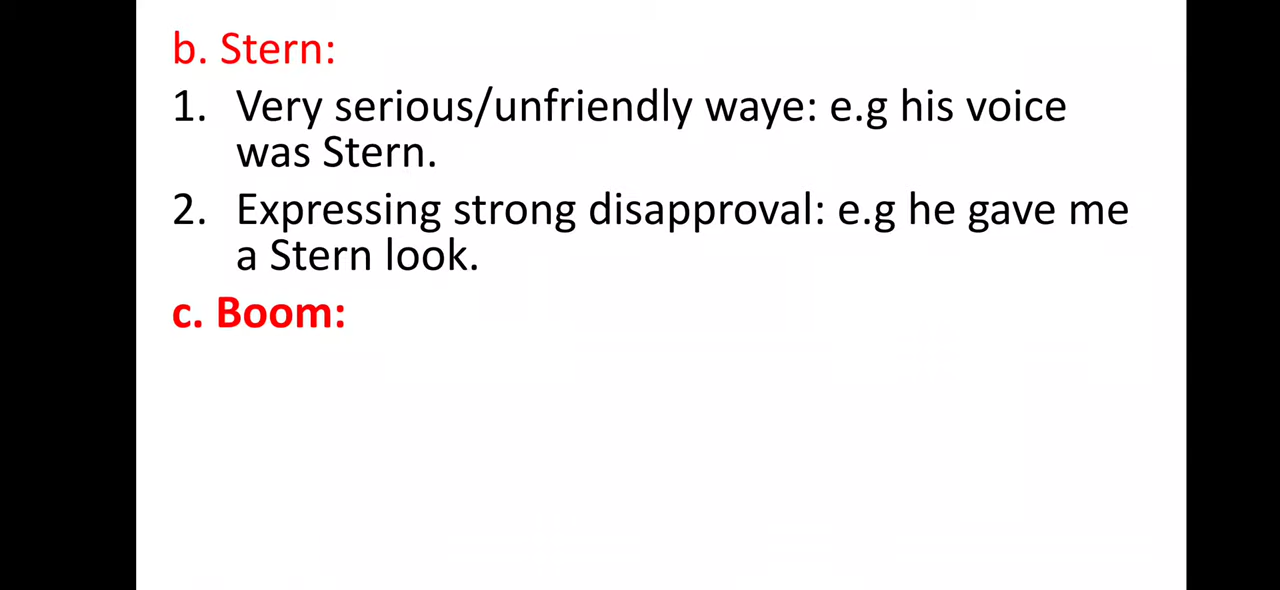 b. Stern:
1. Very serious/unfriendly waye: e.g his voice
was Stern.
2. Expressing strong disapproval: e.g he gave me
a Stern look.
c. Boom: